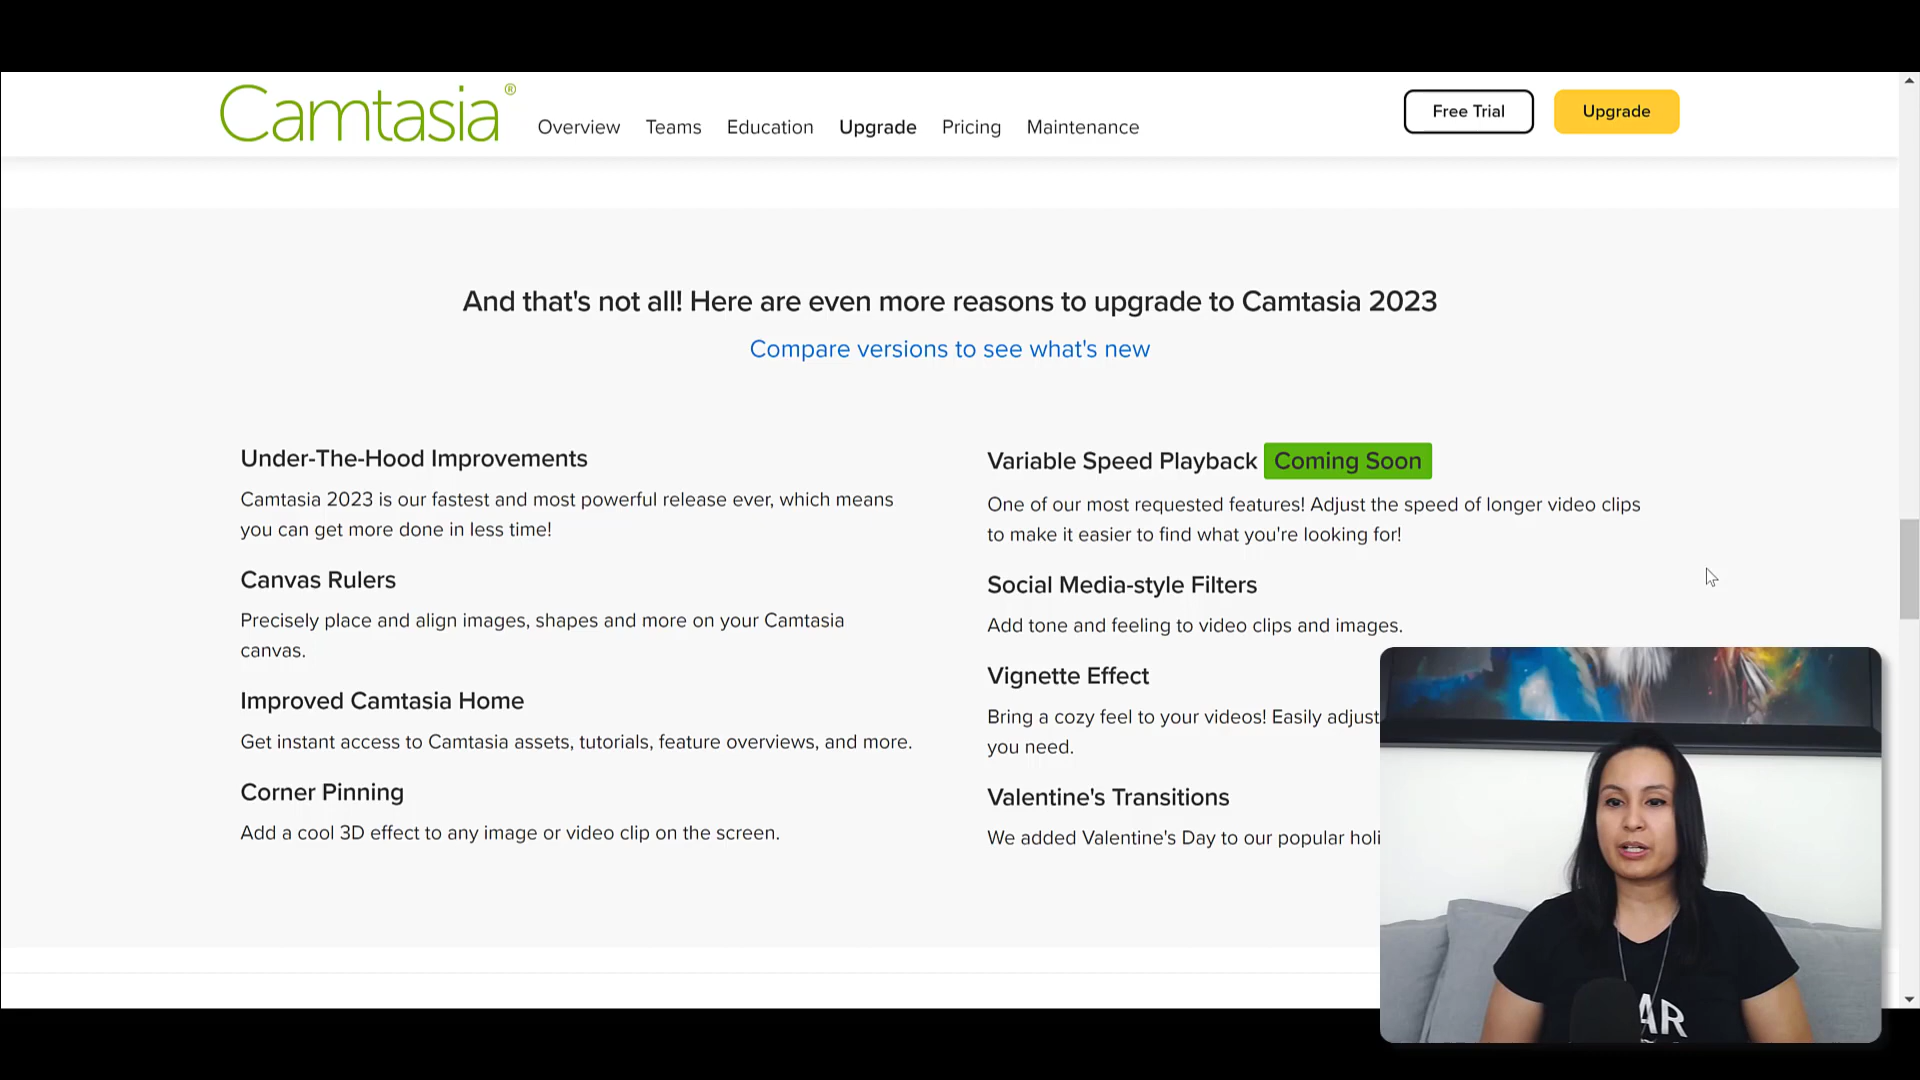 Camtasia®
Overview Teams Education Upgrade Pricing Maintenance
Free Trial Upgrade
And that's not all! Here are even more reasons to upgrade to Camtasia 2023
Compare versions to see what's new
Under-The-Hood Improvements
Camtasia 2023 is our fastest and most powerful release ever, which means
you can get more done in less time!
Canvas Rulers
Precisely place and align images, shapes and more on your Camtasia
canvas.
Improved Camtasia Home
Get instant access to Camtasia assets, tutorials, feature overviews, and more.
Corner Pinning
Add a cool 3D effect to any image or video clip on the screen.
Variable Speed Playback Coming Soon
One of our most requested features! Adjust the speed of longer video clips
to make it easier to find what you're looking for!
Social Media-style Filters
Add tone and feeling to video clips and images.
Vignette Effect
Bring a cozy feel to your videos! Easily adjust
you need.
Valentine's Transitions
We added Valentine's Day to our popular holi
AR